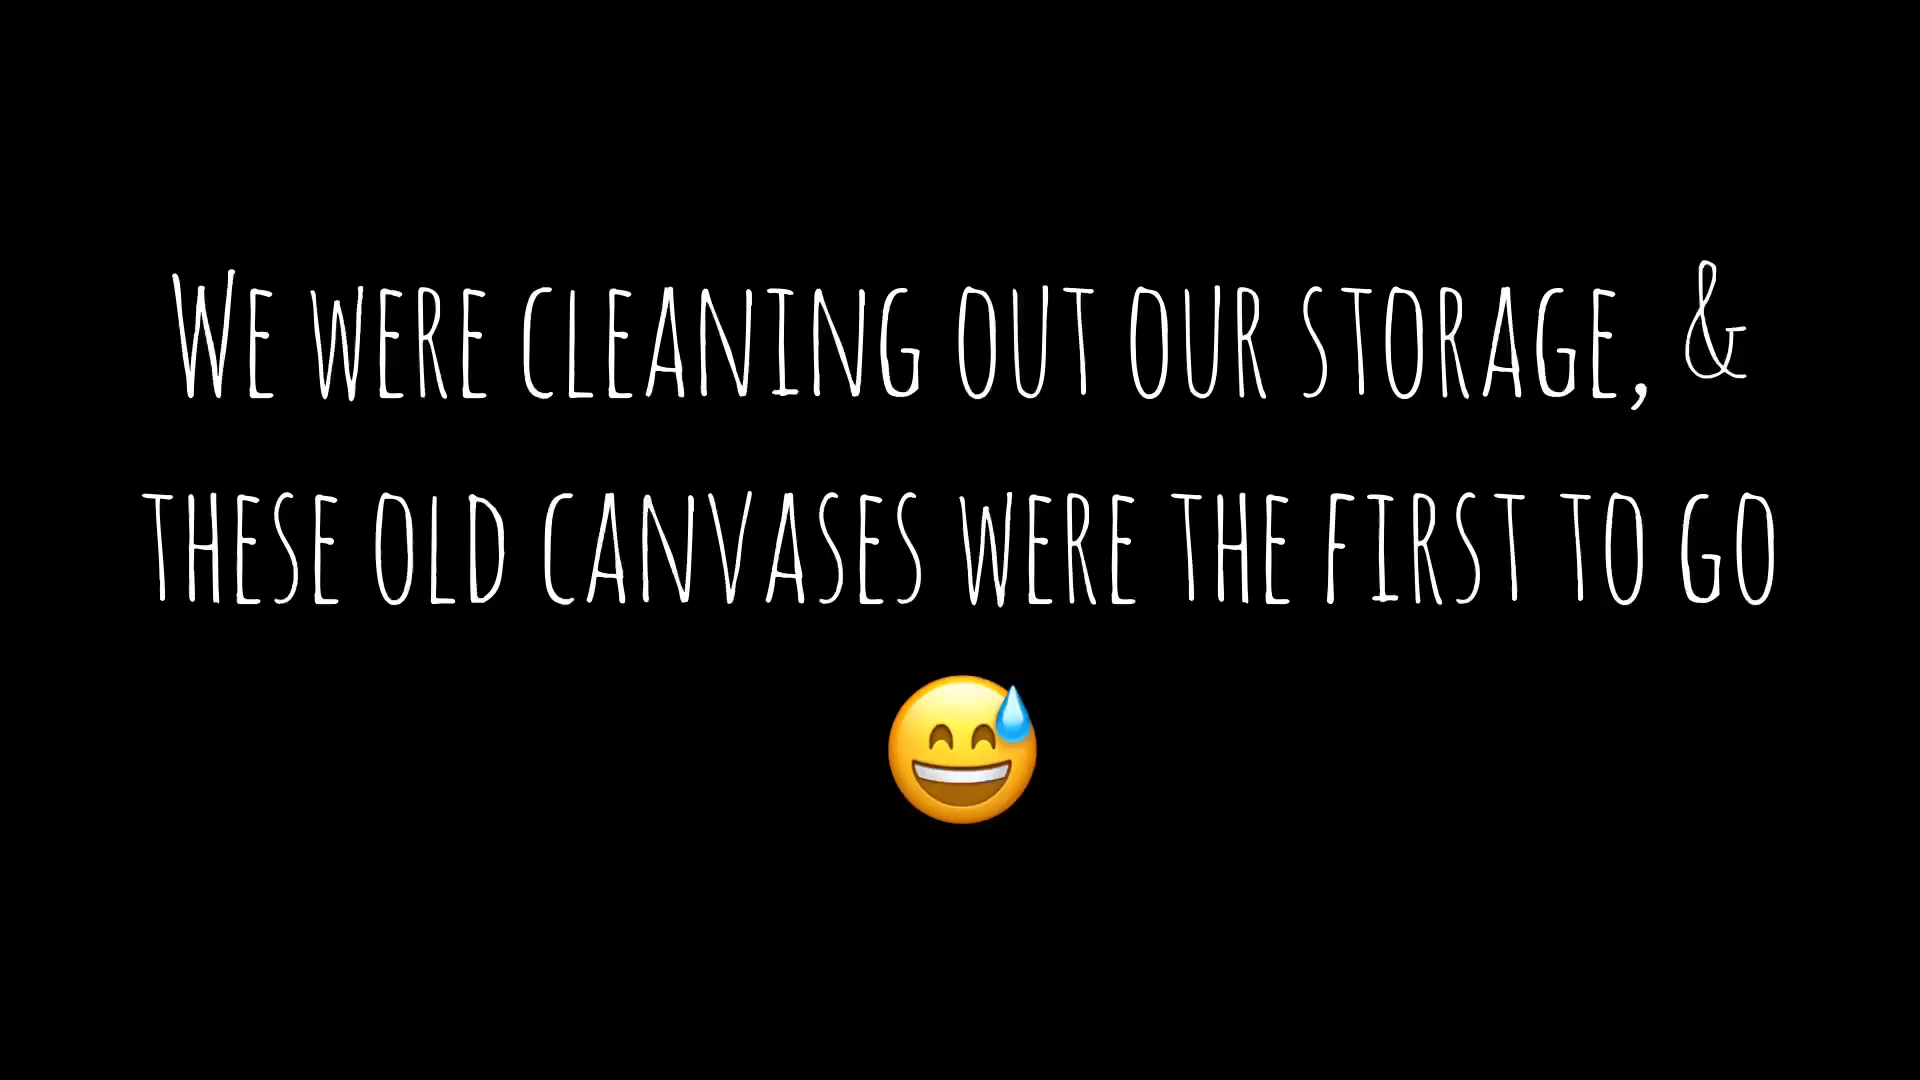 We were cleaning out our storage, &
these old canvases were the first to go
😅